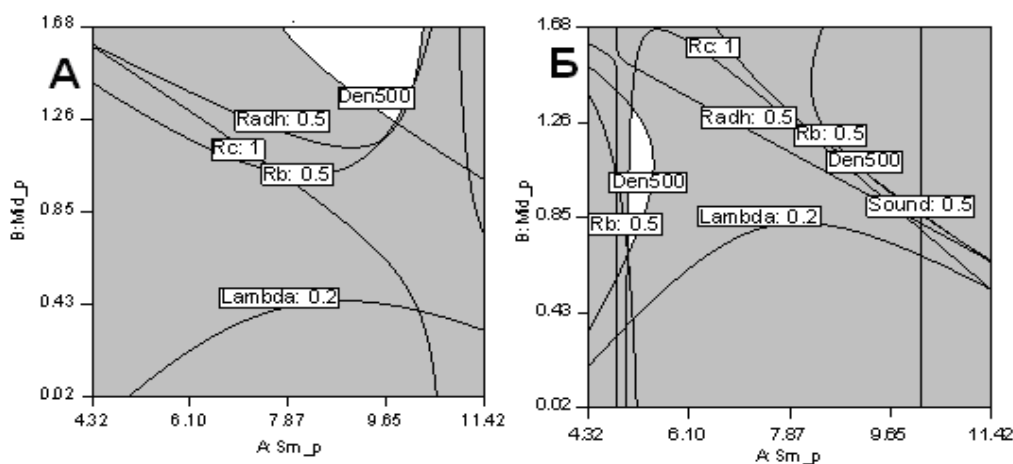 А
1.68
1.26
0.85
0.43
0.02
B: Mid_p
Den500
Radh: 0.5
Rc: 1
Rb: 0.5
Lambda: 0.2
4.32 6.10 7.87 9.65 11.42
A: Sm_p
Б
1.68
1.26
0.85
0.43
0.02
B: Mid_p
Rc: 1
Radh: 0.5
Rb: 0.5
Den500
Den500
Sound: 0.5
Rb: 0.5
Lambda: 0.2
4.32 6.10 7.87 9.65 11.42
A: Sm_p